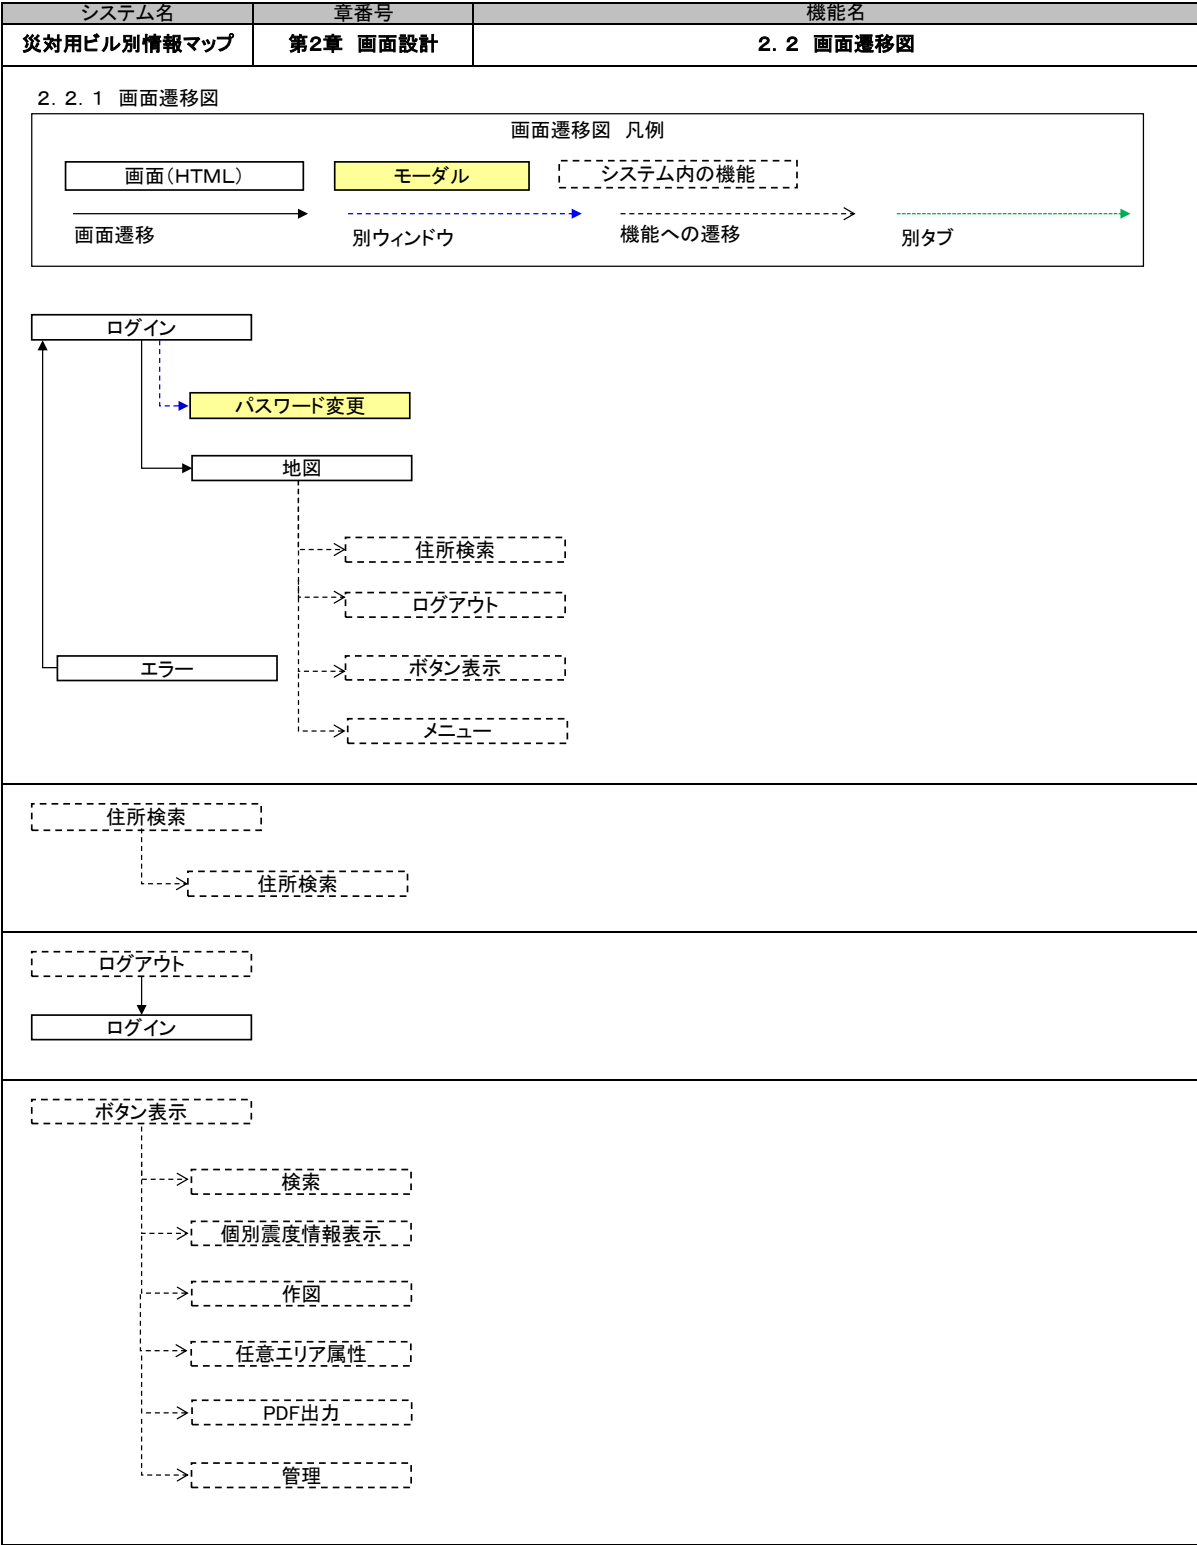 システム名 章番号 機能名
災対用ビル別情報マップ 第2章 画面設計 2．2 画面遷移図
2．2．1 画面遷移図
画面遷移図 凡例
画面(HTML) モーダル システム内の機能
画面遷移 別ウィンドウ 機能への遷移 別タブ
ログイン
パスワード変更
地図
住所検索
ログアウト
エラー ボタン表示
メニュー
住所検索
住所検索
ログアウト
ログイン
ボタン表示
検索
個別震度情報表示
作図
任意エリア属性
PDF出力
管理